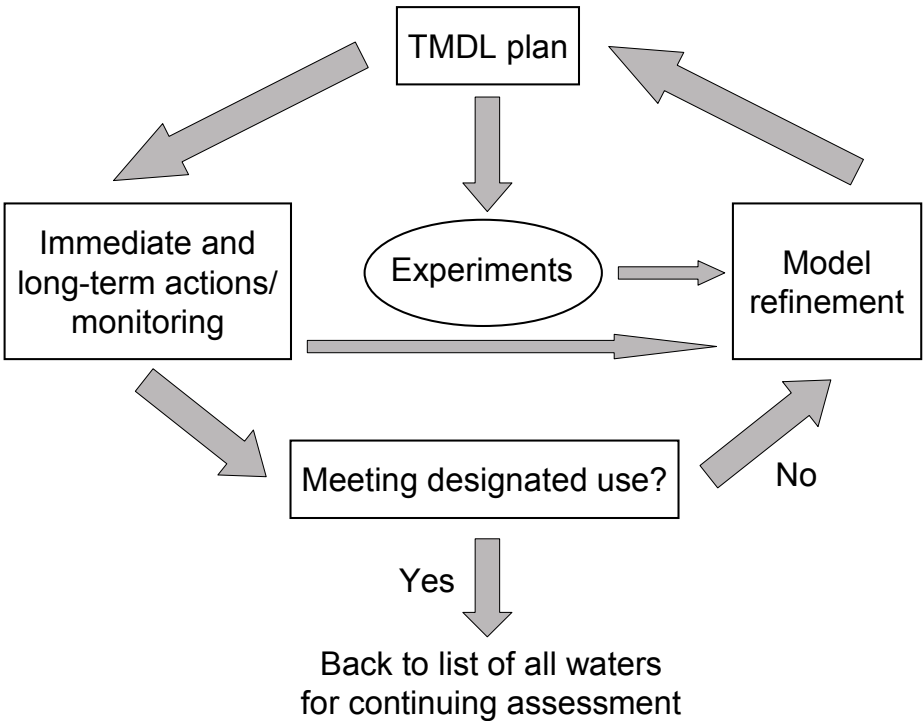 TMDL plan
Immediate and
long-term actions/
monitoring
Experiments
Model
refinement
Meeting designated use?
No
Yes
Back to list of all waters
for continuing assessment